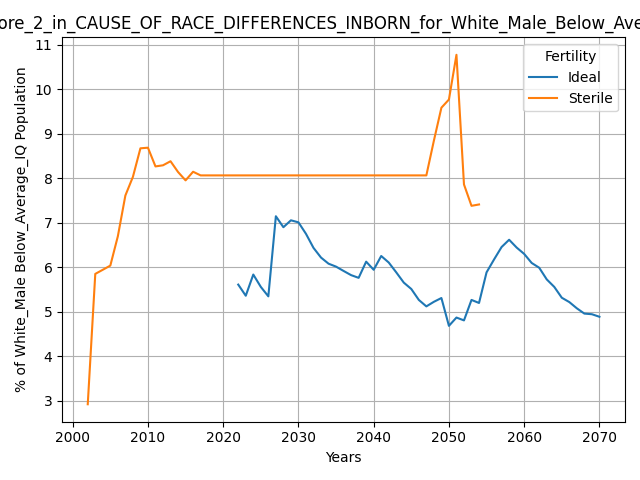 ore_2_in_CAUSE_OF_RACE_DIFFERENCES_INBORN_for_White_Male_Below_Ave
% of White_Male Below_Average_IQ Population
11
10
9
8
7
6
5
4
3
Fertility
Ideal
Sterile
2000 2010 2020 2030 2040 2050 2060 2070
Years